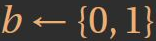 b ← {0, 1}